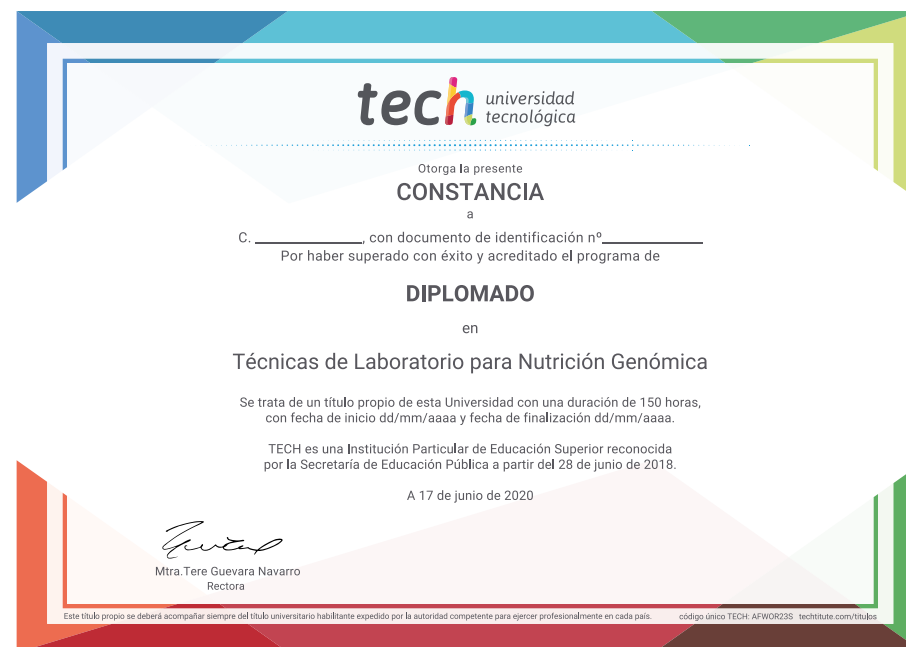 tech universidad
tecnológica
Otorga la presente
CONSTANCIA
a
C. ____________, con documento de identificación nº____________
Por haber superado con éxito y acreditado el programa de
DIPLOMADO
en
Técnicas de Laboratorio para Nutrición Genómica
Se trata de un título propio de esta Universidad con una duración de 150 horas,
con fecha de inicio dd/mm/aaaa y fecha de finalización dd/mm/aaaa.
TECH es una Institución Particular de Educación Superior reconocida
por la Secretaría de Educación Pública a partir del 28 de junio de 2018.
A 17 de junio de 2020
Mtra.Tere Guevara Navarro
Rectora
Este título propio se deberá acompañar siempre del título universitario habilitante expedido por la autoridad competente para ejercer profesionalmente en cada país. código único TECH: AFWOR23S techtitute.com/titulos